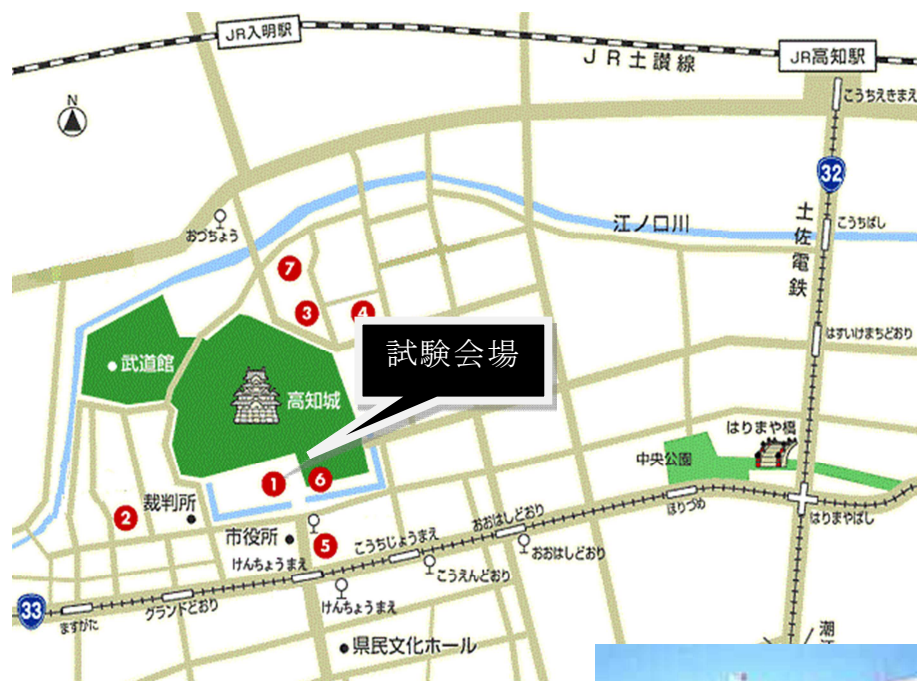 JR入明駅
JR土讃線
JR高知駅
こうちえきまえ
N
32
おづちょう
江ノ口川
土佐電鉄
こうちばし
7
3
4
はすいけまちどおり
試験会場
武道館
高知城
はりまや橋
中央公園
1
6
2
裁判所
ほりづめ
はりまやばし
市役所
5
おおはしどおり
こうちじょうまえ
おおはしどおり
けんちょうまえ
こうえんどおり
33
ますがた
グランドどおり
けんちょうまえ
県民文化ホール
潮